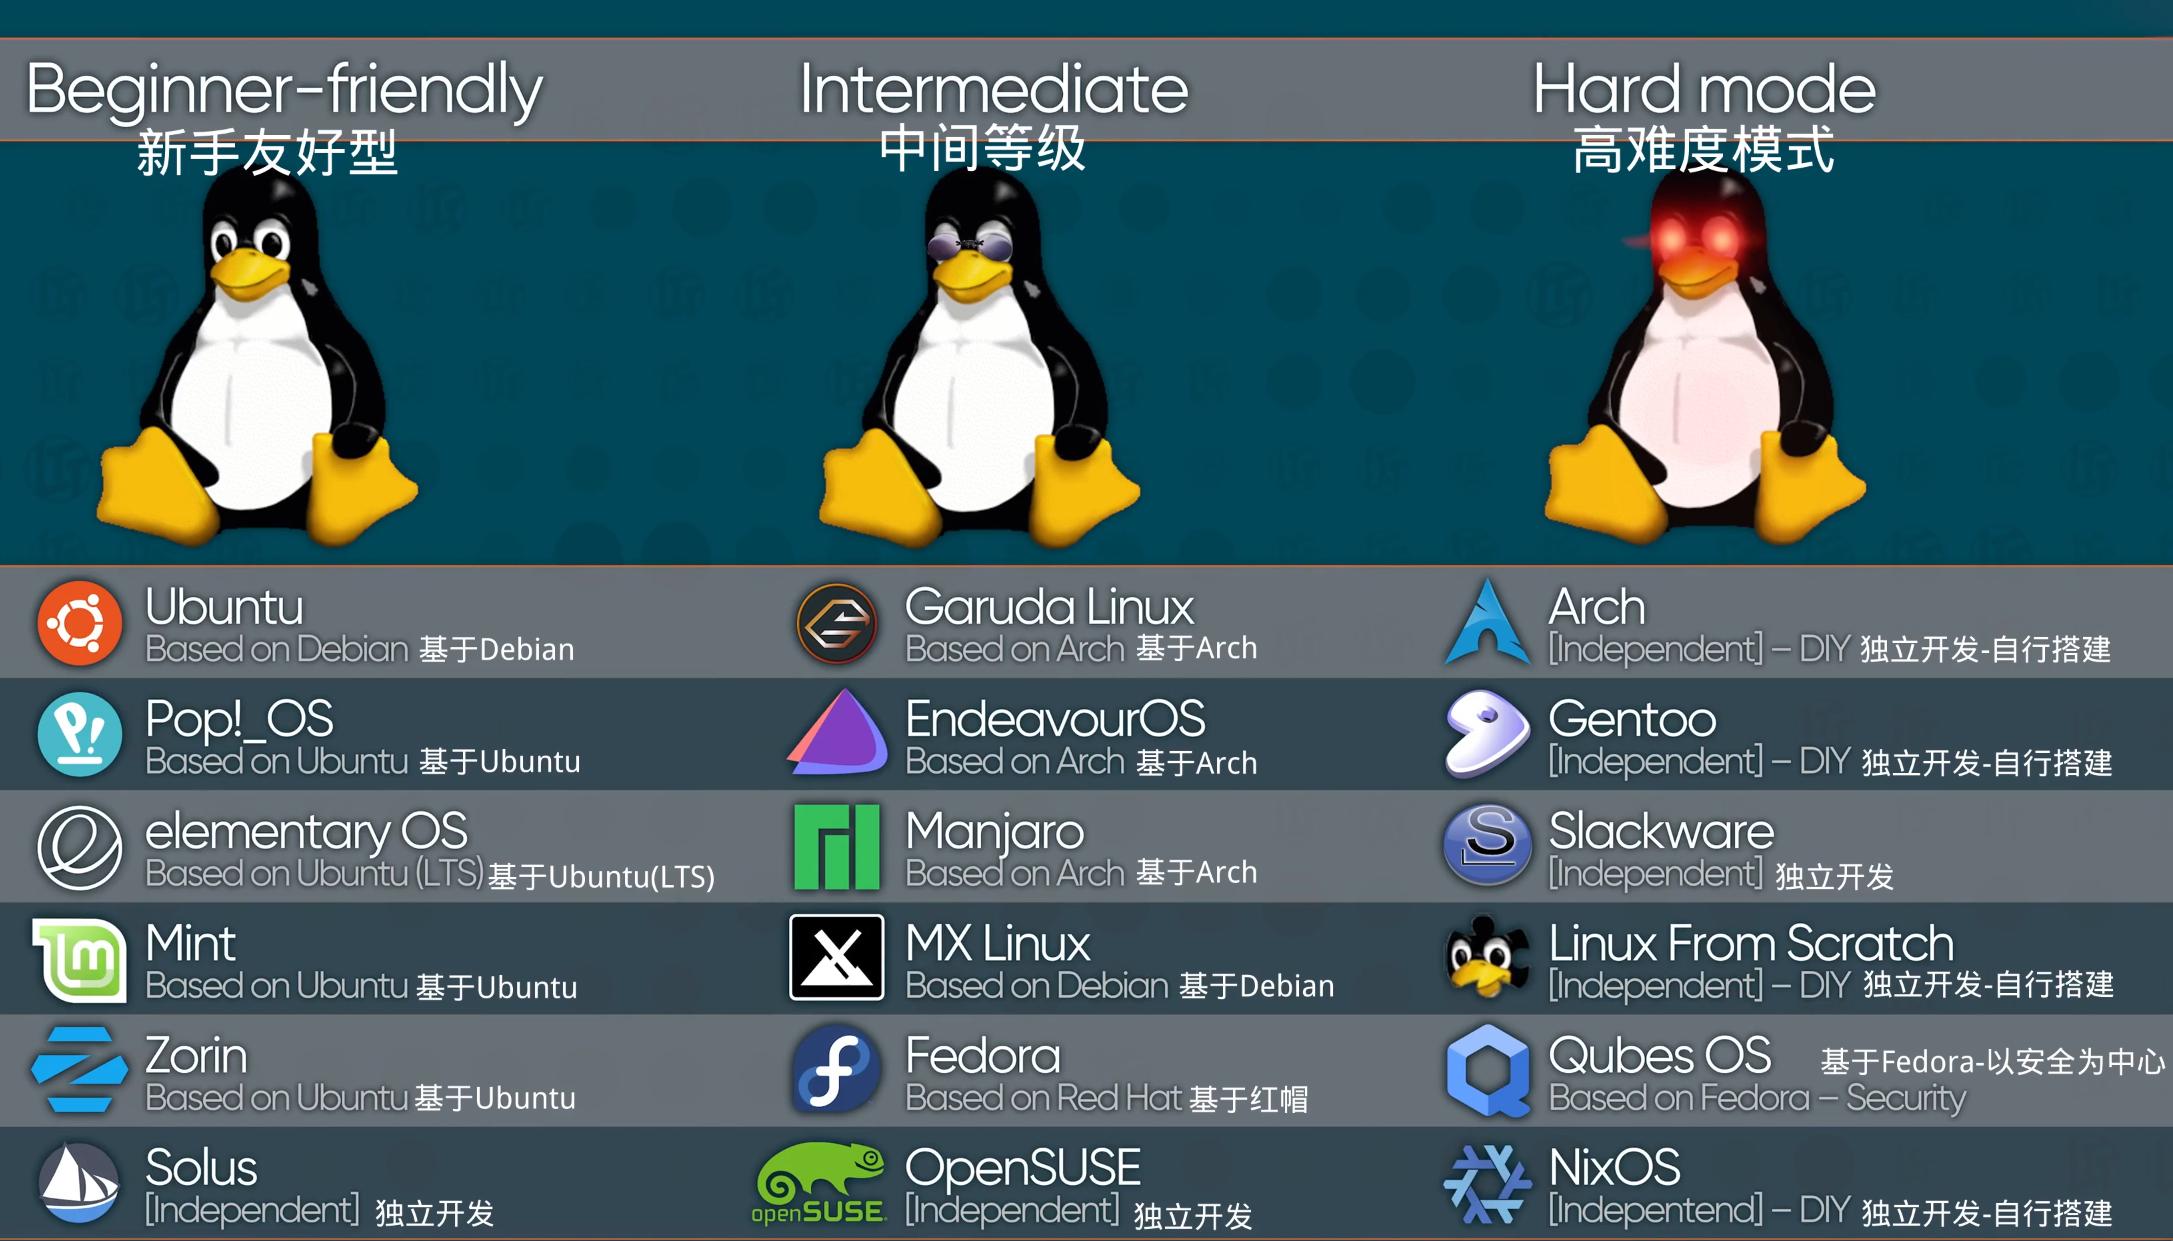 Beginner-friendly
新手友好型
Intermediate
中间等级
Hard mode
高难度模式
Ubuntu
Based on Debian 基于Debian
Pop!_OS
Based on Ubuntu 基于Ubuntu
elementary OS
Based on Ubuntu (LTS) 基于Ubuntu(LTS)
Mint
Based on Ubuntu 基于Ubuntu
Zorin
Based on Ubuntu 基于Ubuntu
Solus
[Independent] 独立开发
Garuda Linux
Based on Arch 基于Arch
EndeavourOS
Based on Arch 基于Arch
Manjaro
Based on Arch 基于Arch
MX Linux
Based on Debian 基于Debian
Fedora
Based on Red Hat 基于红帽
openSUSE
OpenSUSE
[Independent] 独立开发
Arch
[Independent] – DIY 独立开发-自行搭建
Gentoo
[Independent] – DIY 独立开发-自行搭建
Slackware
[Independent] 独立开发
Linux From Scratch
[Independent] – DIY 独立开发-自行搭建
Qubes OS 基于Fedora-以安全为中心
Based on Fedora – Security
NixOS
[Indepentend] – DIY 独立开发-自行搭建